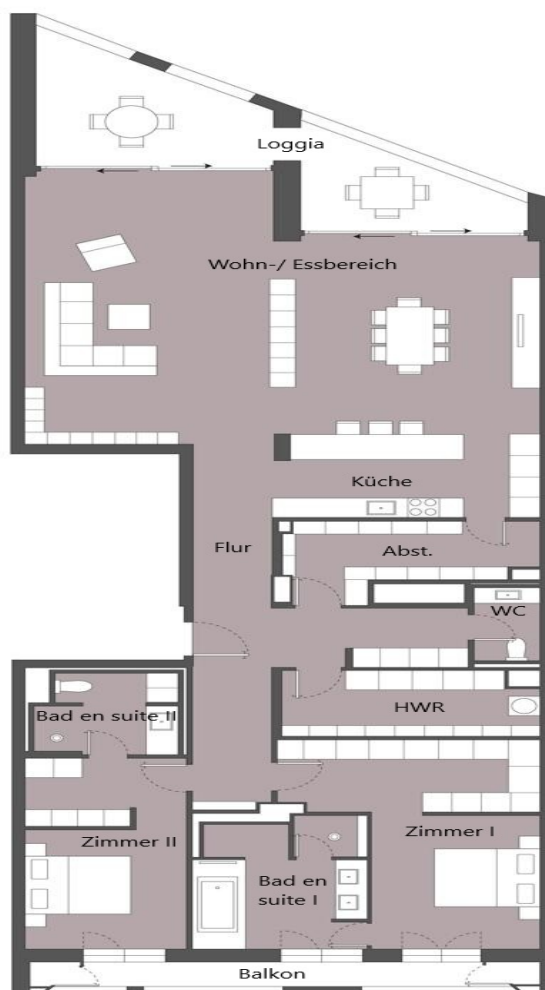 Loggia
Wohn-/ Essbereich
Küche
Flur
Abst.
WC
HWR
Bad en suite II
Zimmer II
Zimmer I
Bad en
suite I
Balkon